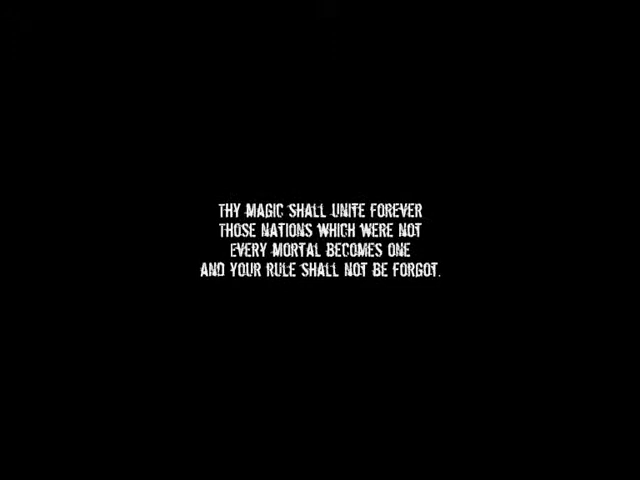 THY MAGIC SHALL UNITE FOREVER
THOSE NATIONS WHICH WERE NOT
EVERY MORTAL BECOMES ONE
AND YOUR RULE SHALL NOT BE FORGOT.